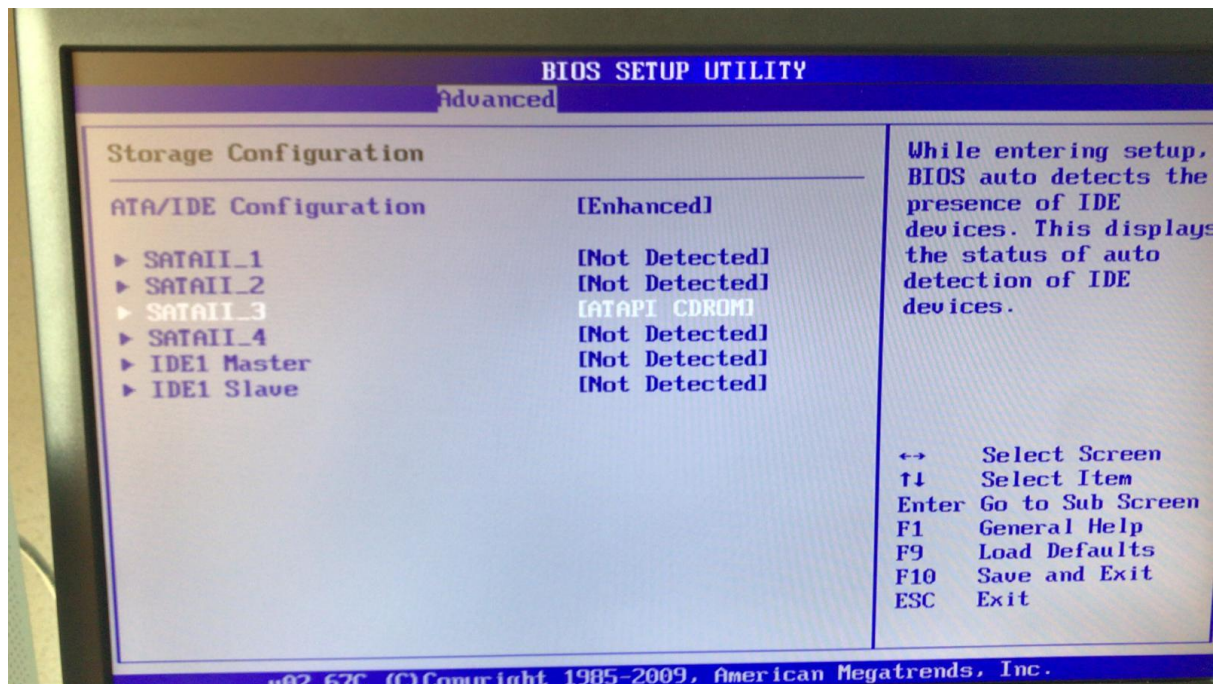 BIOS SETUP UTILITY
Advanced
Storage Configuration
ATA/IDE Configuration [Enhanced]
► SATAII_1 [Not Detected]
► SATAII_2 [Not Detected]
► SATAII_3 [ATAPI CDROM]
► SATAII_4 [Not Detected]
► IDE1 Master [Not Detected]
► IDE1 Slave [Not Detected]
While entering setup,
BIOS auto detects the
presence of IDE
devices. This displays
the status of auto
detection of IDE
devices.
↔ Select Screen
↑↓ Select Item
Enter Go to Sub Screen
F1 General Help
F9 Load Defaults
F10 Save and Exit
ESC Exit
v02.67C (C)Copyright 1985-2009, American Megatrends, Inc.